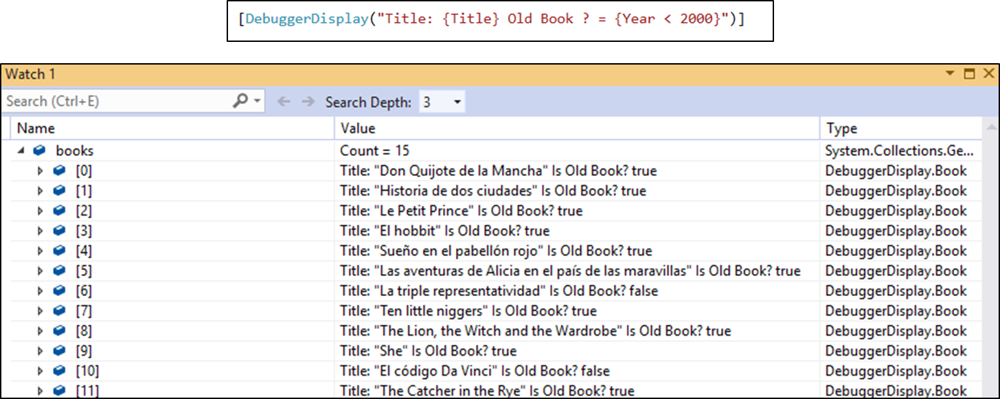 [DebuggerDisplay("Title: {Title} Old Book ? = {Year < 2000}")]
Watch 1
Search (Ctrl+E) Search Depth: 3
Name Value Type
books Count = 15 System.Collections.Ge...
[0] Title: "Don Quijote de la Mancha" Is Old Book? true DebuggerDisplay.Book
[1] Title: "Historia de dos ciudades" Is Old Book? true DebuggerDisplay.Book
[2] Title: "Le Petit Prince" Is Old Book? true DebuggerDisplay.Book
[3] Title: "El hobbit" Is Old Book? true DebuggerDisplay.Book
[4] Title: "Sueño en el pabellón rojo" Is Old Book? true DebuggerDisplay.Book
[5] Title: "Las aventuras de Alicia en el país de las maravillas" Is Old Book? true DebuggerDisplay.Book
[6] Title: "La triple representatividad" Is Old Book? false DebuggerDisplay.Book
[7] Title: "Ten little niggers" Is Old Book? true DebuggerDisplay.Book
[8] Title: "The Lion, the Witch and the Wardrobe" Is Old Book? true DebuggerDisplay.Book
[9] Title: "She" Is Old Book? true DebuggerDisplay.Book
[10] Title: "El código Da Vinci" Is Old Book? false DebuggerDisplay.Book
[11] Title: "The Catcher in the Rye" Is Old Book? true DebuggerDisplay.Book